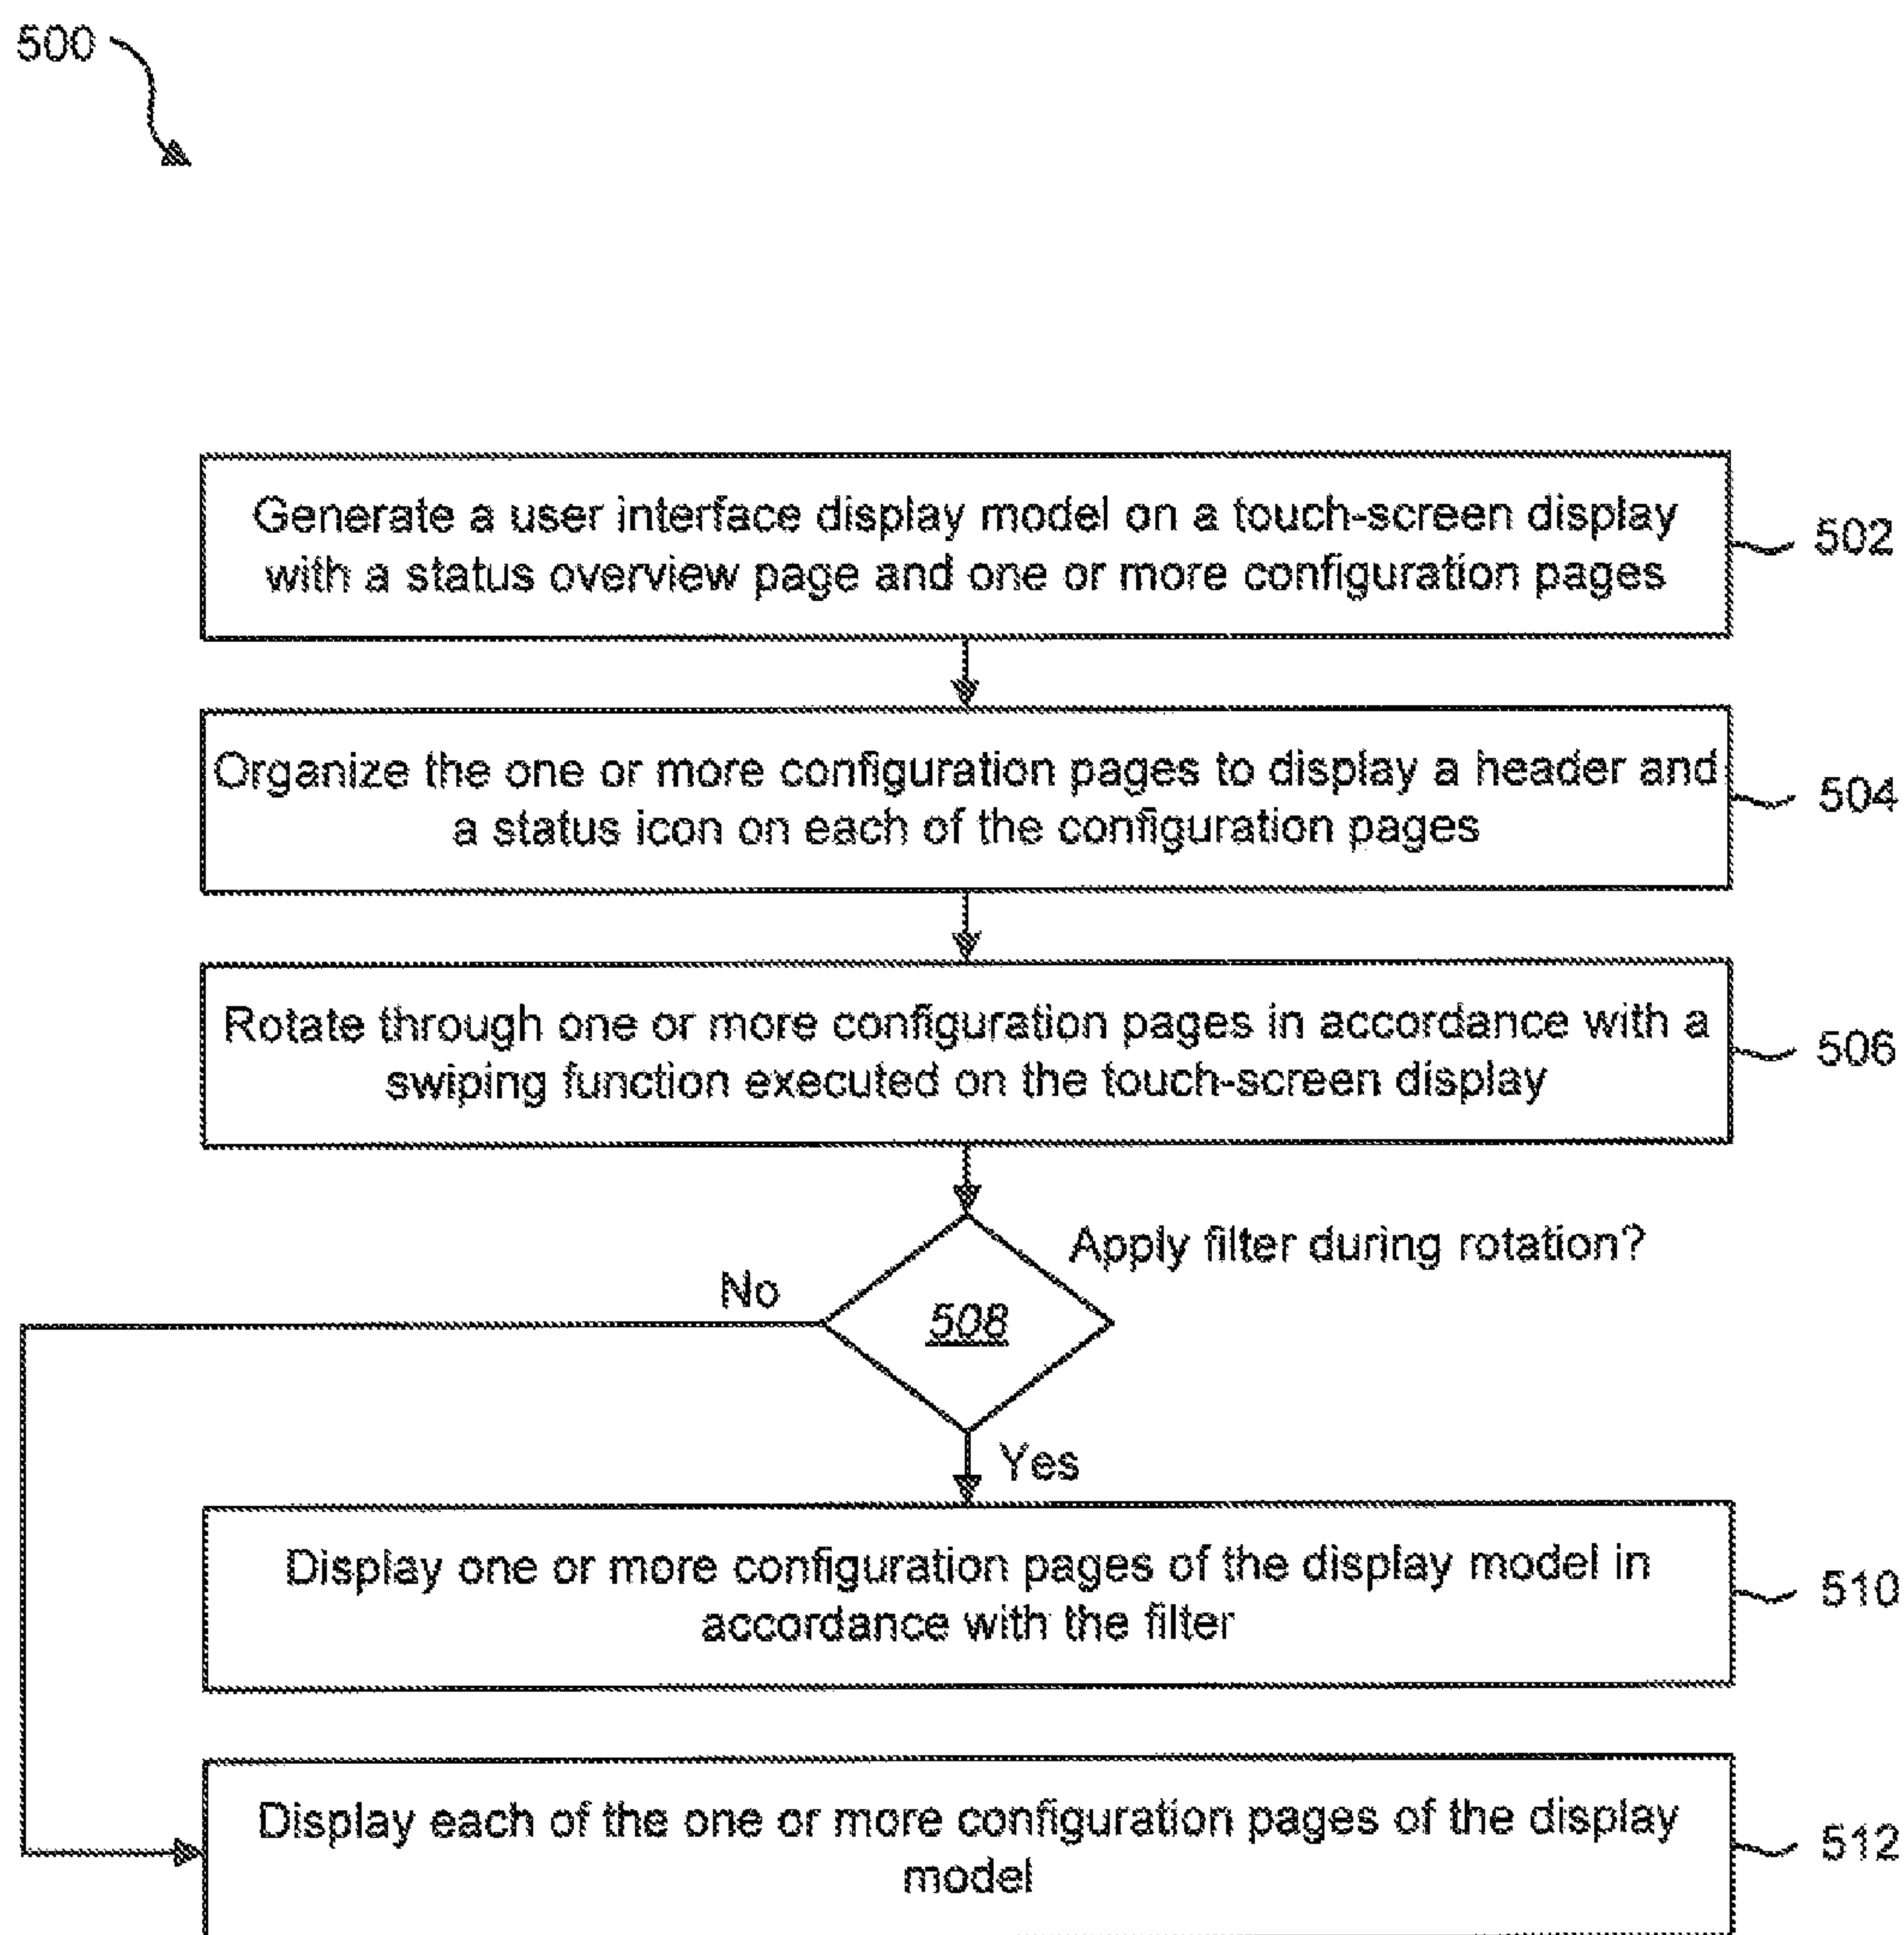 500
Generate a user interface display model on a touch-screen display
with a status overview page and one or more configuration pages
502
Organize the one or more configuration pages to display a header and
a status icon on each of the configuration pages
504
Rotate through one or more configuration pages in accordance with a
swiping function executed on the touch-screen display
506
Apply filter during rotation?
No
508
Yes
Display one or more configuration pages of the display model in
accordance with the filter
510
Display each of the one or more configuration pages of the display
model
512